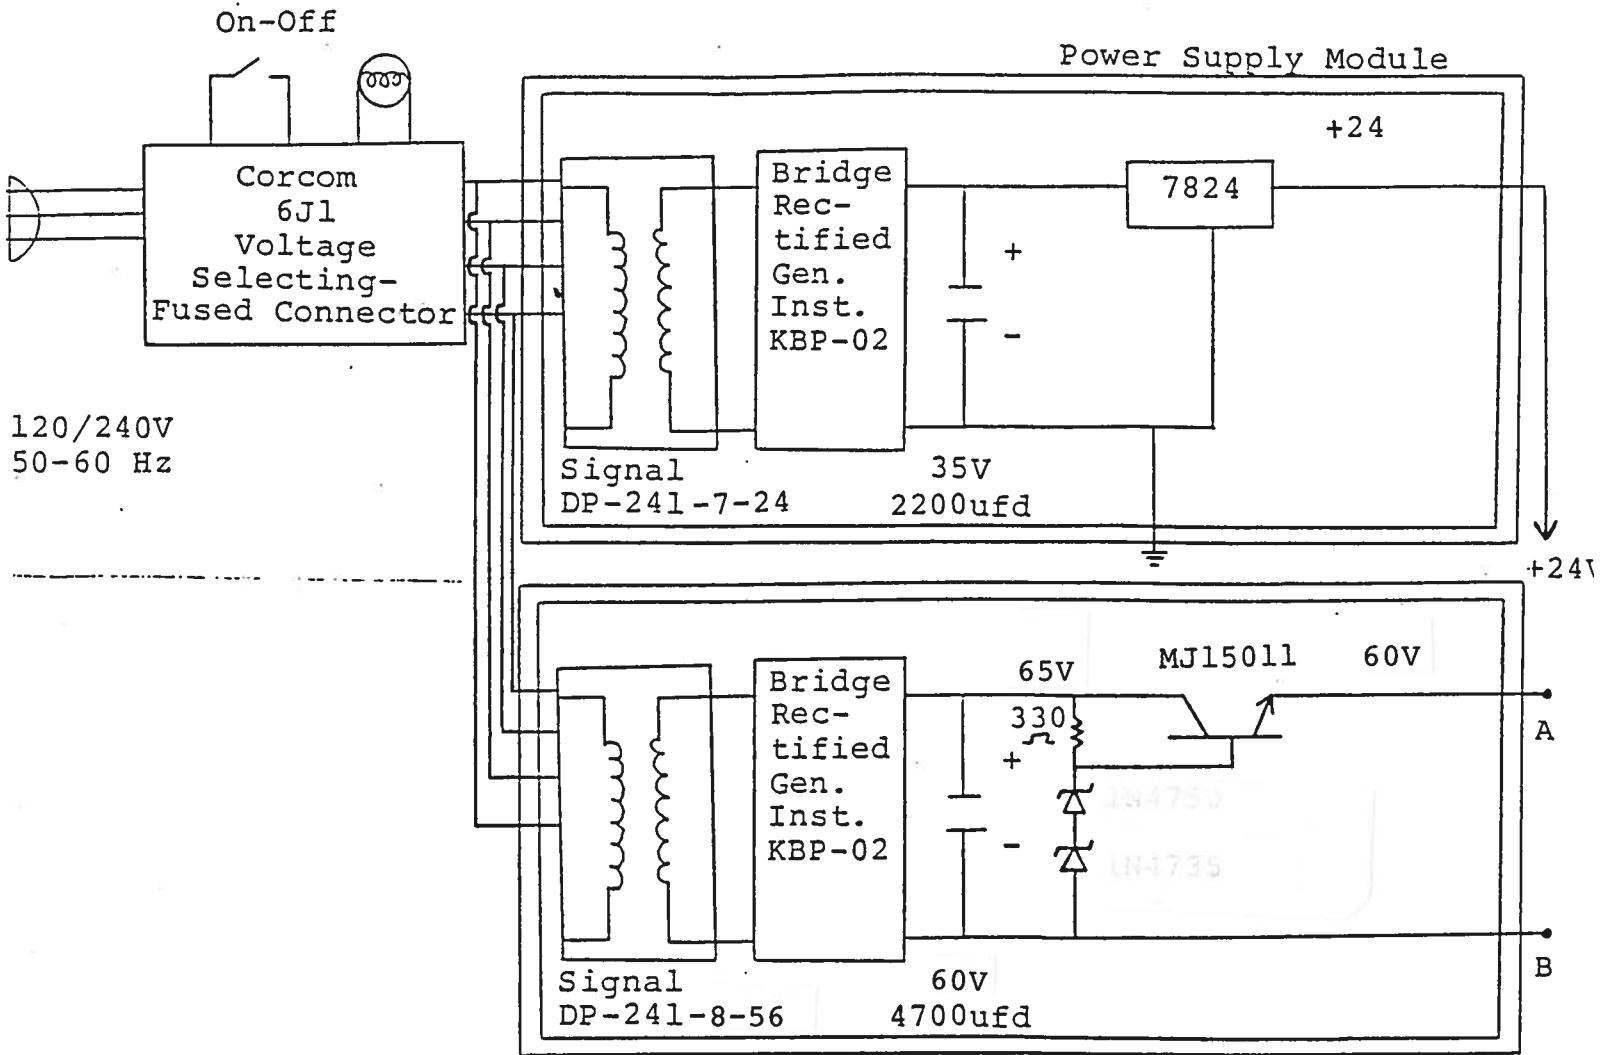 On-Off
Power Supply Module
Corcom
6J1
Voltage
Selecting-
Fused Connector
120/240V
50-60 Hz
Bridge
Rec-
tified
Gen.
Inst.
KBP-02
+24
7824
+
-
Signal
DP-241-7-24
35V
2200ufd
+24V
Bridge
Rec-
tified
Gen.
Inst.
KBP-02
65V
MJ15011
60V
330
+
-
1N4750
1N4735
A
B
Signal
DP-241-8-56
60V
4700ufd